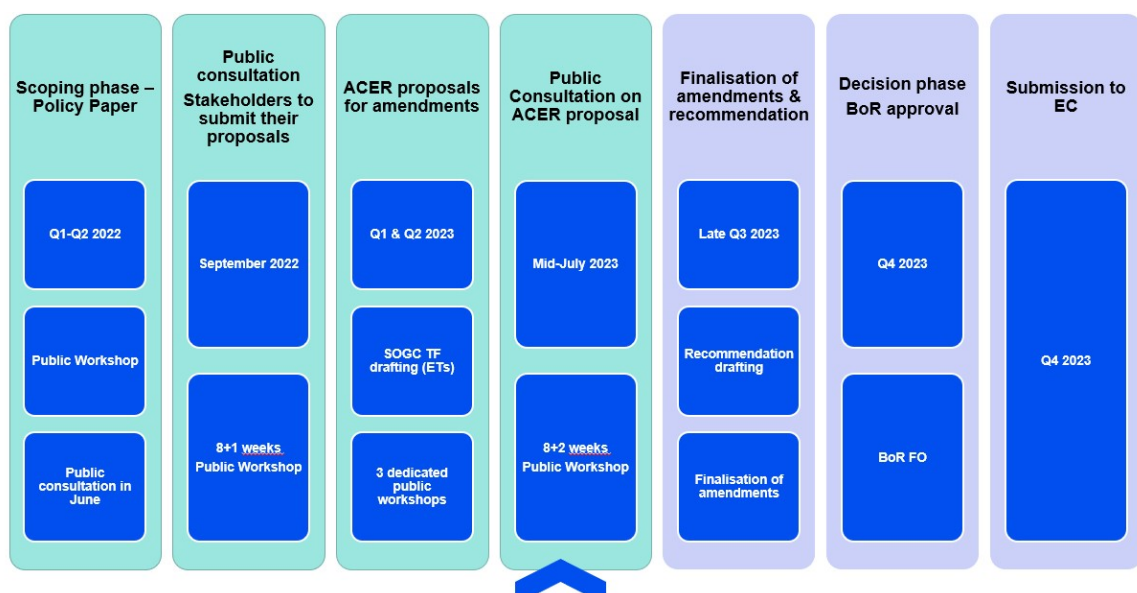 Scoping phase –
Policy Paper
Q1-Q2 2022
Public Workshop
Public
consultation in
June
Public
consultation
Stakeholders to
submit their
proposals
September 2022
8+1 weeks
Public Workshop
ACER proposals
for amendments
Q1 & Q2 2023
SOGC TF
drafting (ETs)
3 dedicated
public
workshops
Public
Consultation on
ACER proposal
Mid-July 2023
8+2 weeks
Public Workshop
Finalisation of
amendments &
recommendation
Late Q3 2023
Recommendation
drafting
Finalisation of
amendments
Decision phase
BoR approval
Q4 2023
BoR FO
Submission to
EC
Q4 2023